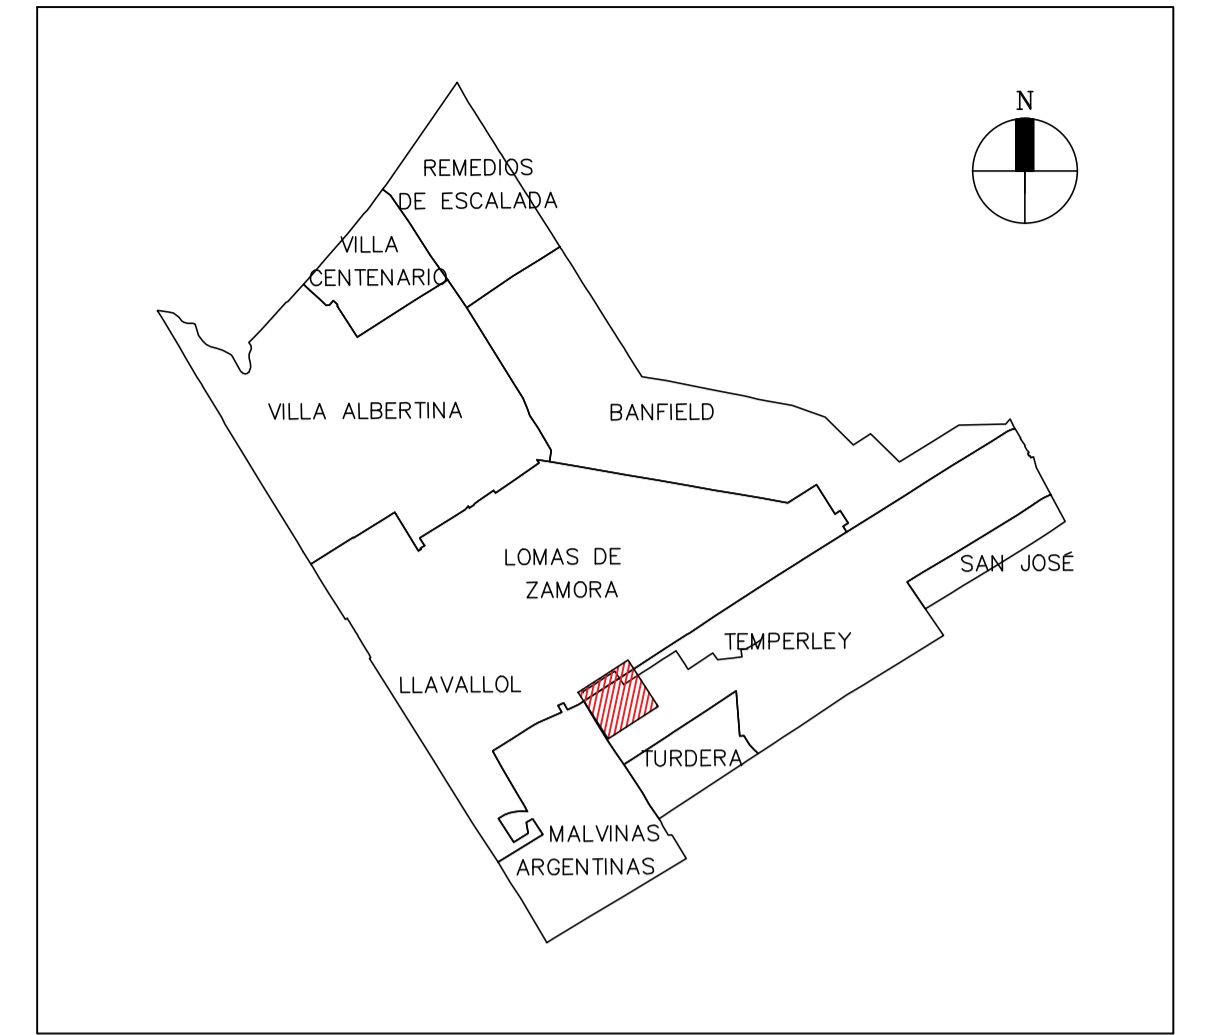 N
REMEDIOS
DE ESCALADA
VILLA
CENTENARIO
VILLA ALBERTINA
BANFIELD
LOMAS DE
ZAMORA
SAN JOSÉ
TEMPERLEY
LLAVALLOL
TURDERA
MALVINAS
ARGENTINAS